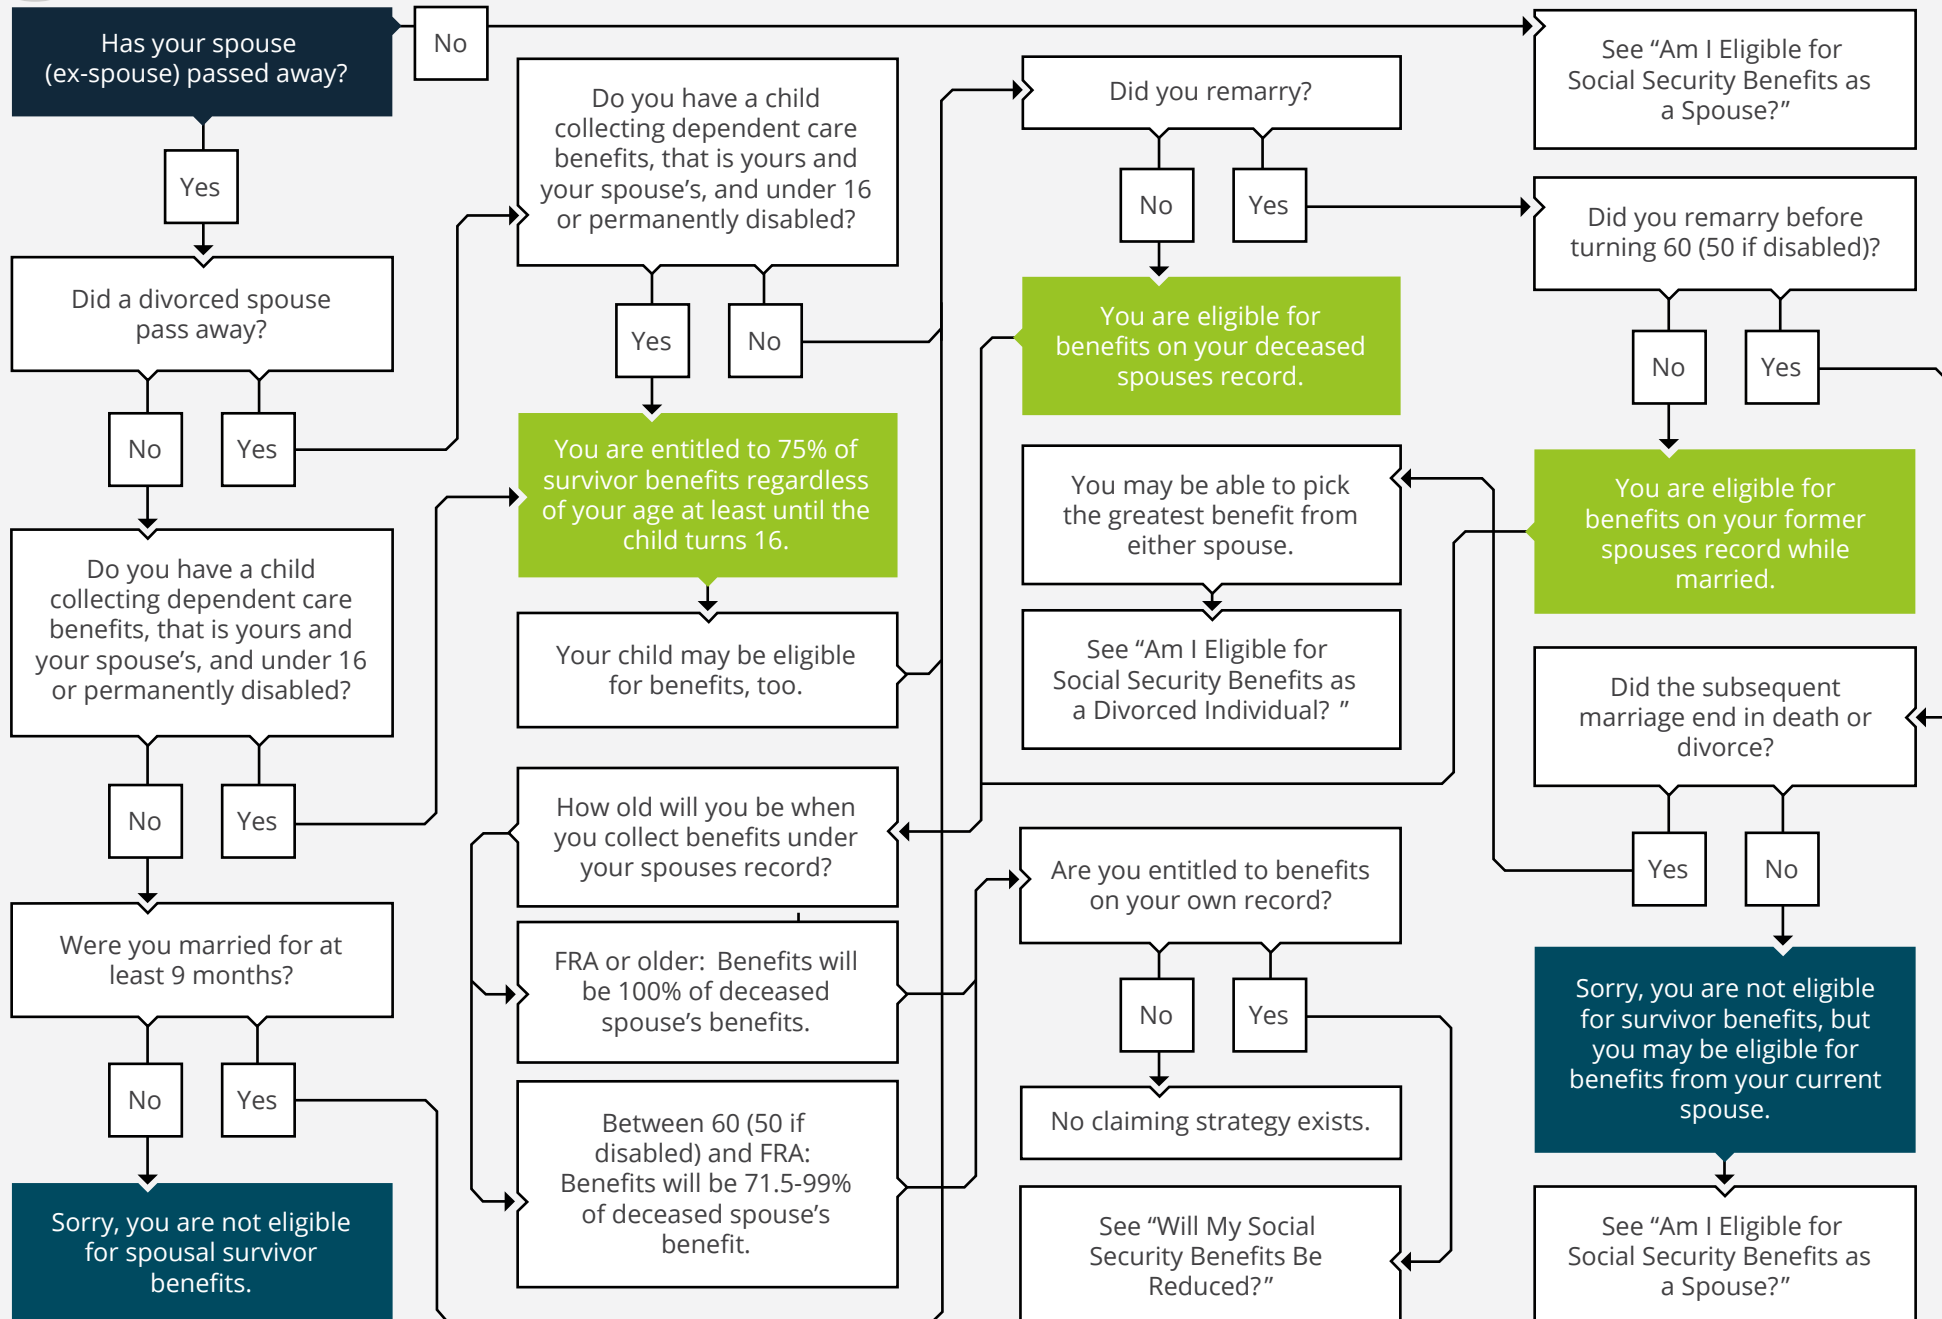 Has your spouse
(ex-spouse) passed away?
No
Yes
Did a divorced spouse
pass away?
No
Yes
Do you have a child
collecting dependent care
benefits, that is yours and
your spouse's, and under 16
or permanently disabled?
No
Yes
Were you married for at
least 9 months?
No
Yes
Sorry, you are not eligible
for spousal survivor
benefits.
Do you have a child
collecting dependent care
benefits, that is yours and
your spouse's, and under 16
or permanently disabled?
Yes
No
You are entitled to 75% of
survivor benefits regardless
of your age at least until the
child turns 16.
Your child may be eligible
for benefits, too.
How old will you be when
you collect benefits under
your spouses record?
FRA or older:  Benefits will
be 100% of deceased
spouse's benefits.
Between 60 (50 if
disabled) and FRA:
Benefits will be 71.5-99%
of deceased spouse's
benefit.
Did you remarry?
No
Yes
You are eligible for
benefits on your deceased
spouses record.
You may be able to pick
the greatest benefit from
either spouse.
See “Am I Eligible for
Social Security Benefits as
a Divorced Individual? ”
Are you entitled to benefits
on your own record?
No
Yes
No claiming strategy exists.
See “Will My Social
Security Benefits Be
Reduced?”
See “Am I Eligible for
Social Security Benefits as
a Spouse?”
Did you remarry before
turning 60 (50 if disabled)?
No
Yes
You are eligible for
benefits on your former
spouses record while
married.
Did the subsequent
marriage end in death or
divorce?
Yes
No
Sorry, you are not eligible
for survivor benefits, but
you may be eligible for
benefits from your current
spouse.
See “Am I Eligible for
Social Security Benefits as
a Spouse?”